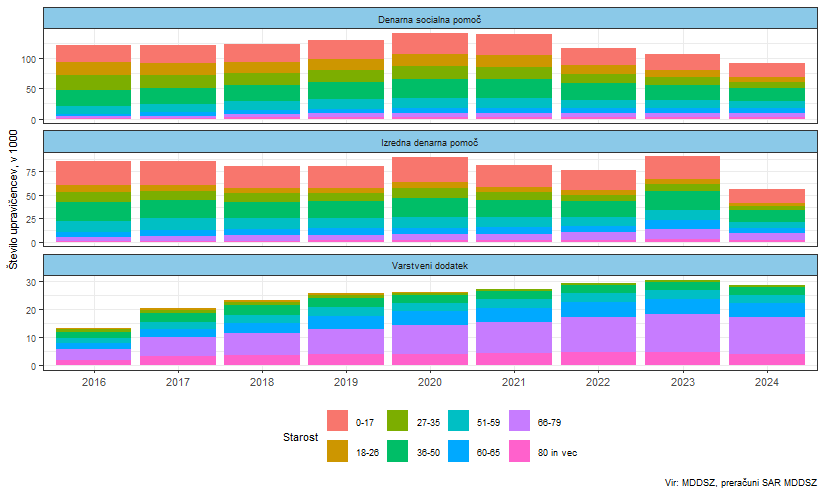 Denarna socialna pomoč
100
50
0
Izredna denarna pomoč
75
50
25
0
Varstveni dodatek
30
20
10
0
Število upravičencev, v 1000
2016 2017 2018 2019 2020 2021 2022 2023 2024
Starost
0-17 27-35 51-59 66-79
18-26 36-50 60-65 80 in vec
Vir: MDDSZ, preračuni SAR MDDSZ